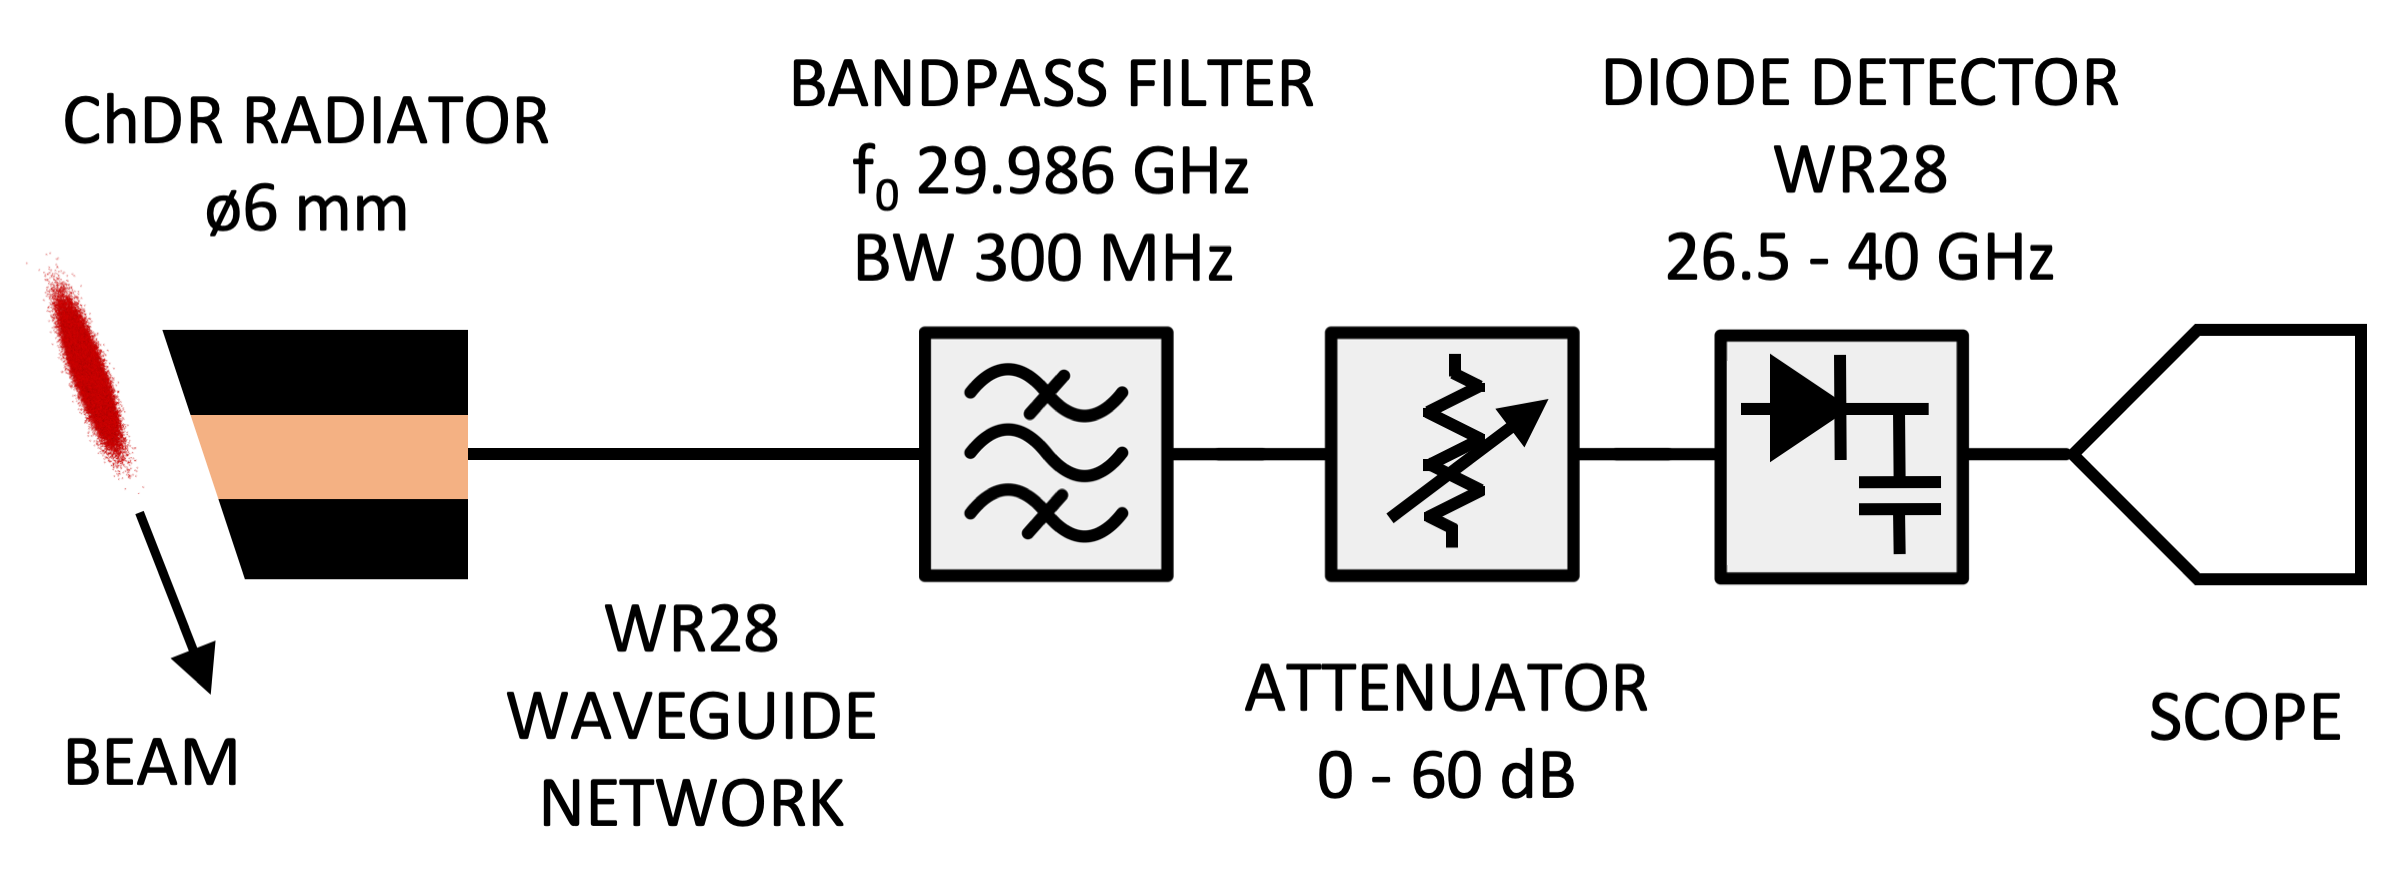 ChDR RADIATOR
ø6 mm
BANDPASS FILTER
f₀ 29.986 GHz
BW 300 MHz
DIODE DETECTOR
WR28
26.5 - 40 GHz
BEAM
WR28
WAVEGUIDE
NETWORK
ATTENUATOR
0 - 60 dB
SCOPE